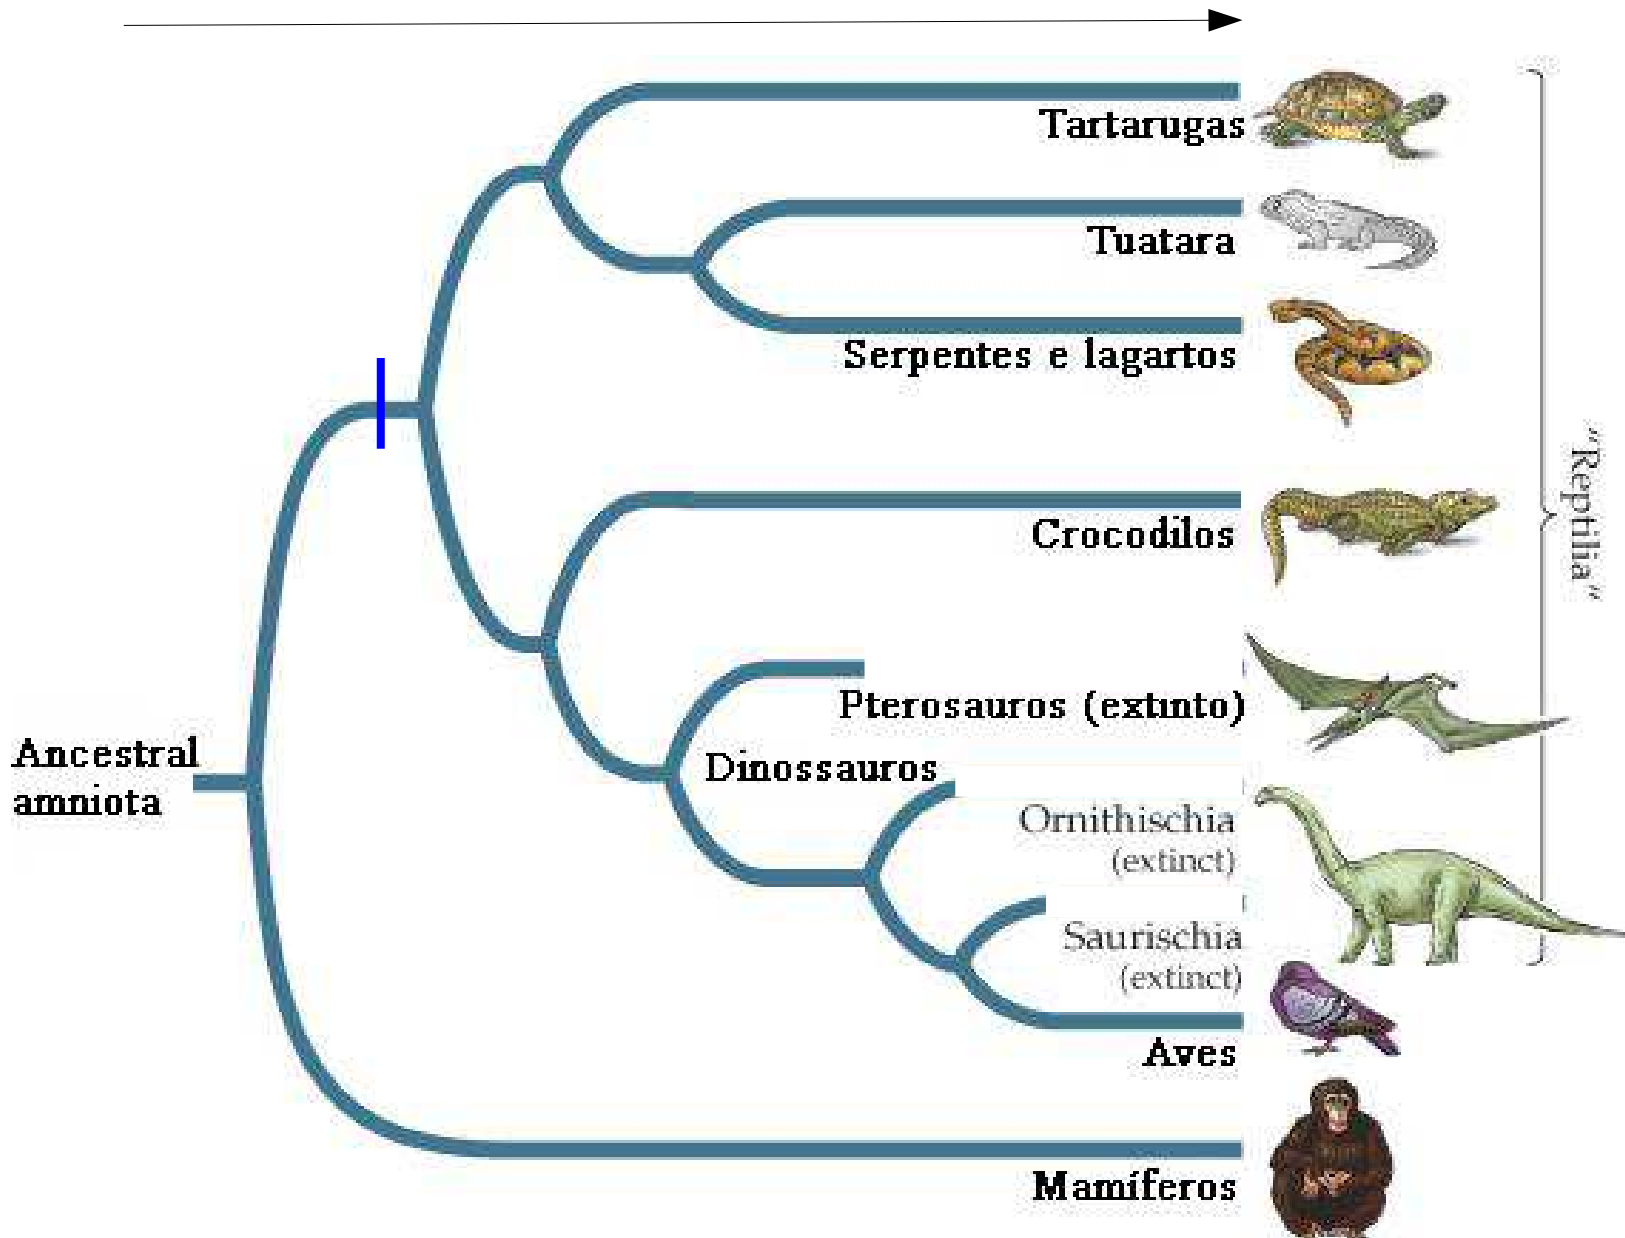 Tartarugas
Tuatara
Serpentes e lagartos
Crocodilos
Pterosauros (extinto)
Dinossauros
Ornithischia
(extinct)
Saurischia
(extinct)
Aves
Mamíferos
Ancestral
amniota
"Reptilia"